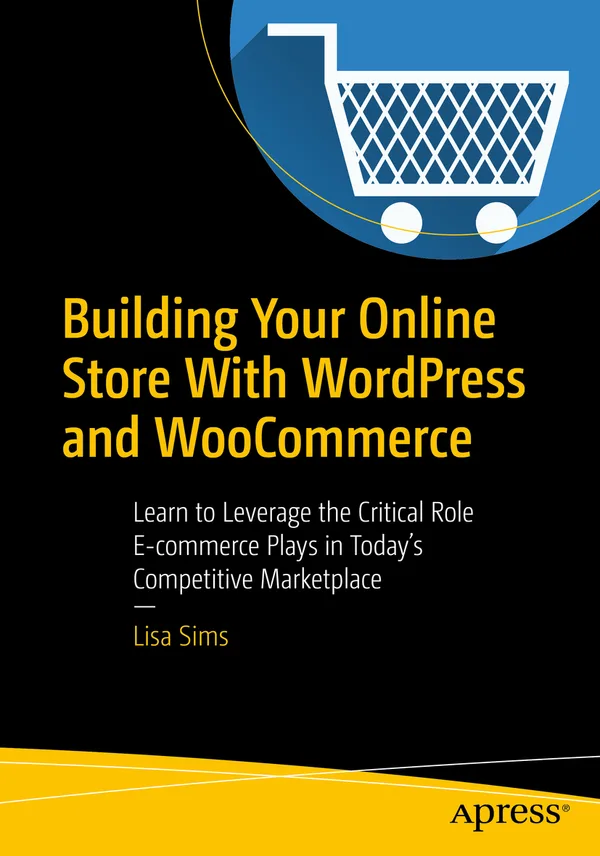 Building Your Online
Store With WordPress
and WooCommerce
Learn to Leverage the Critical Role
E-commerce Plays in Today’s
Competitive Marketplace
—
Lisa Sims
Apress®